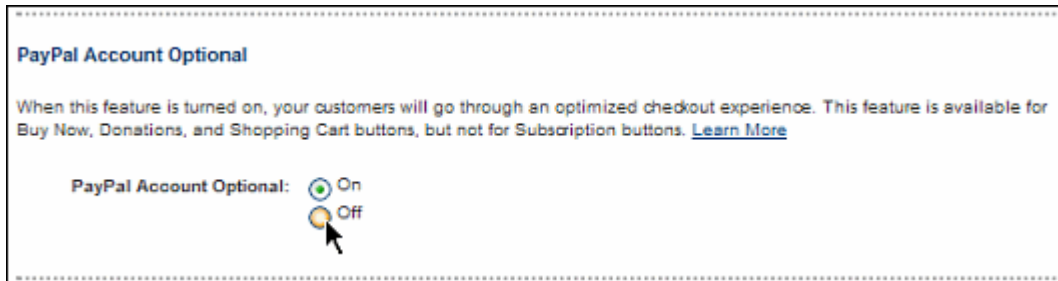 PayPal Account Optional
When this feature is turned on, your customers will go through an optimized checkout experience. This feature is available for
Buy Now, Donations, and Shopping Cart buttons, but not for Subscription buttons. Learn More
PayPal Account Optional: On
Off